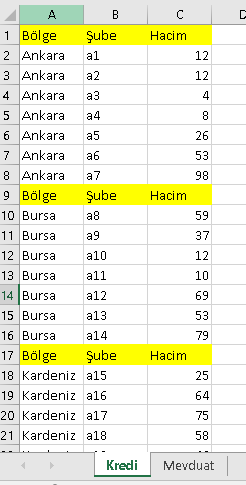 A B C D
1 Bölge Şube Hacim
2 Ankara a1 12
3 Ankara a2 12
4 Ankara a3 4
5 Ankara a4 8
6 Ankara a5 26
7 Ankara a6 53
8 Ankara a7 98
9 Bölge Şube Hacim
10 Bursa a8 59
11 Bursa a9 37
12 Bursa a10 12
13 Bursa a11 10
14 Bursa a12 69
15 Bursa a13 53
16 Bursa a14 79
17 Bölge Şube Hacim
18 Kardeniz a15 25
19 Kardeniz a16 64
20 Kardeniz a17 75
21 Kardeniz a18 58
Kredi Mevduat